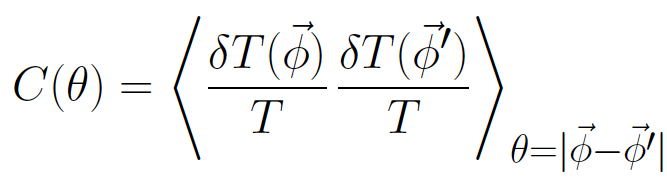 C(θ) = ⟨ δT(ϕ⃗)/T δT(ϕ⃗′)/T ⟩_{θ=|ϕ⃗−ϕ⃗′|}